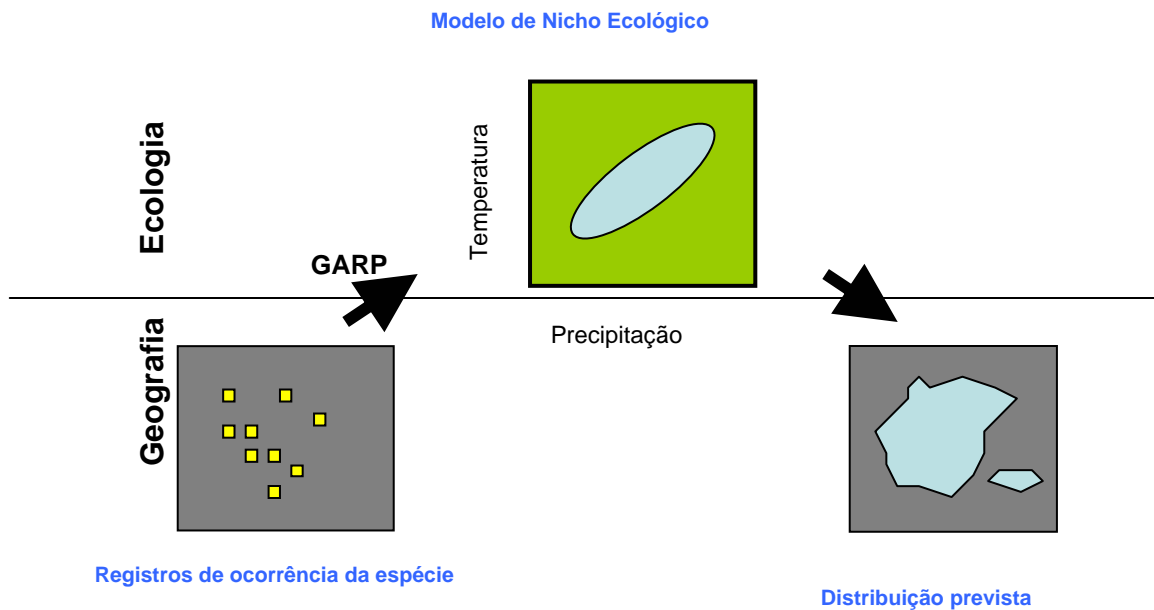 Modelo de Nicho Ecológico
Ecologia
Temperatura
GARP
Precipitação
Geografia
Registros de ocorrência da espécie
Distribuição prevista